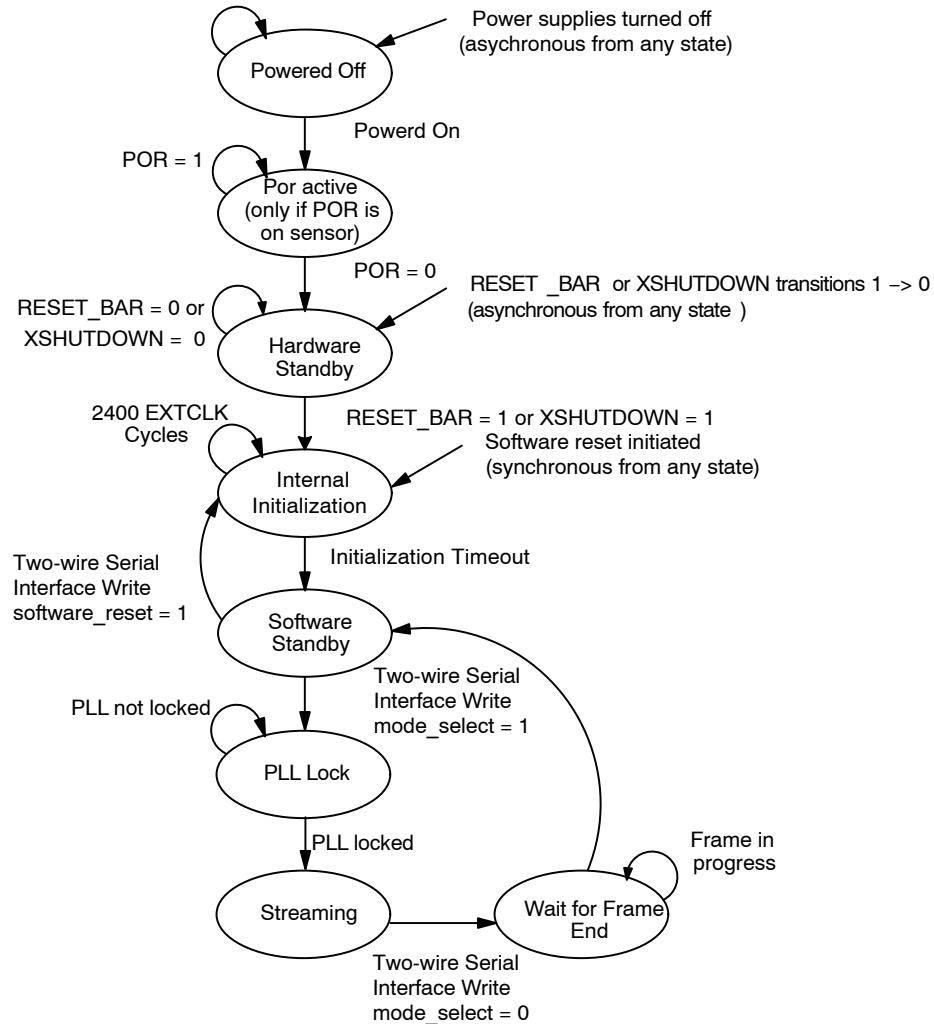 Power supplies turned off
(asychronous from any state)
Powered Off
Powerd On
POR = 1
Por active
(only if POR is
on sensor)
POR = 0
RESET _BAR or XSHUTDOWN transitions 1 –> 0
(asynchronous from any state )
RESET_BAR = 0 or
XSHUTDOWN = 0
Hardware
Standby
2400 EXTCLK
Cycles
RESET_BAR = 1 or XSHUTDOWN = 1
Software reset initiated
(synchronous from any state)
Internal
Initialization
Initialization Timeout
Two-wire Serial
Interface Write
software_reset = 1
Software
Standby
Two-wire Serial
Interface Write
mode_select = 1
PLL not locked
PLL Lock
PLL locked
Frame in
progress
Streaming
Wait for Frame
End
Two-wire Serial
Interface Write
mode_select = 0